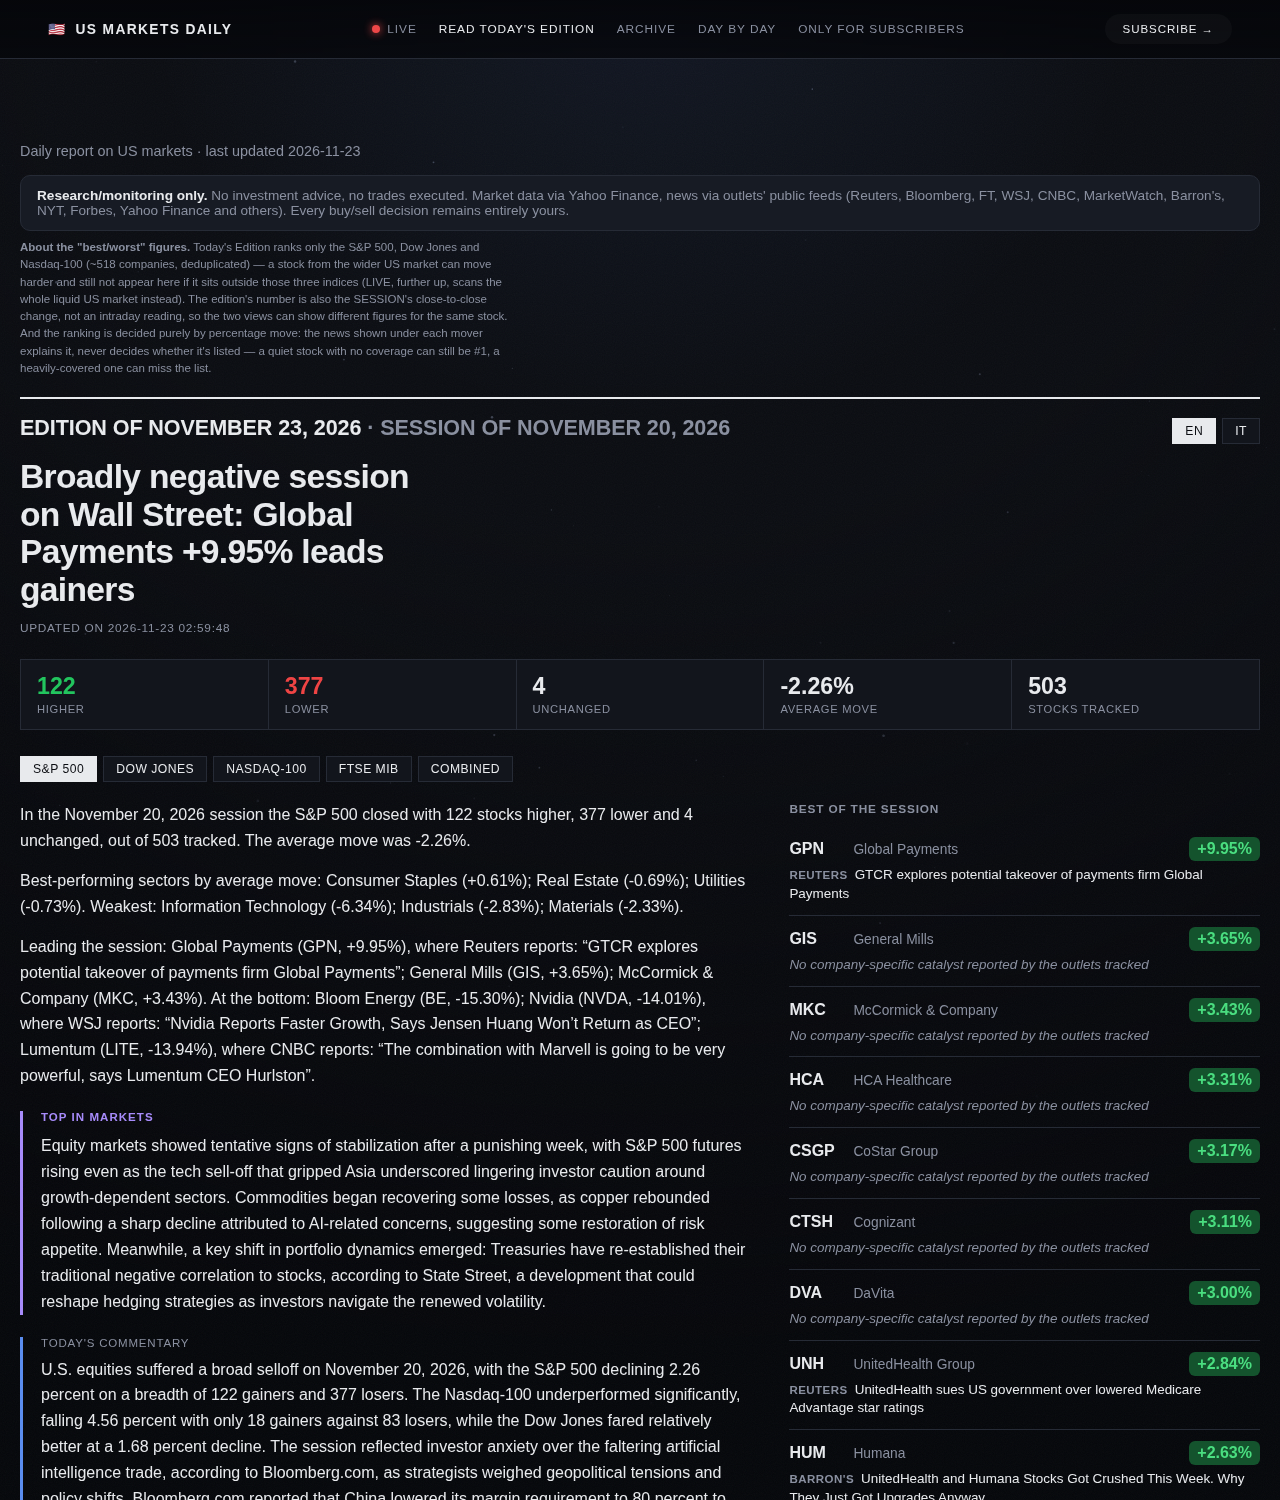 🇺🇸 US MARKETS DAILY
LIVE
READ TODAY'S EDITION
ARCHIVE
DAY BY DAY
ONLY FOR SUBSCRIBERS
SUBSCRIBE →
Daily report on US markets · last updated 2026-11-23
Research/monitoring only. No investment advice, no trades executed. Market data via Yahoo Finance, news via outlets' public feeds (Reuters, Bloomberg, FT, WSJ, CNBC, MarketWatch, Barron's,
NYT, Forbes, Yahoo Finance and others). Every buy/sell decision remains entirely yours.
About the "best/worst" figures. Today's Edition ranks only the S&P 500, Dow Jones and
Nasdaq-100 (~518 companies, deduplicated) — a stock from the wider US market can move
harder and still not appear here if it sits outside those three indices (LIVE, further up, scans the
whole liquid US market instead). The edition's number is also the SESSION's close-to-close
change, not an intraday reading, so the two views can show different figures for the same stock.
And the ranking is decided purely by percentage move: the news shown under each mover
explains it, never decides whether it's listed — a quiet stock with no coverage can still be #1, a
heavily-covered one can miss the list.
EDITION OF NOVEMBER 23, 2026 · SESSION OF NOVEMBER 20, 2026
EN
IT
Broadly negative session
on Wall Street: Global
Payments +9.95% leads
gainers
UPDATED ON 2026-11-23 02:59:48
122
HIGHER
377
LOWER
4
UNCHANGED
-2.26%
AVERAGE MOVE
503
STOCKS TRACKED
S&P 500
DOW JONES
NASDAQ-100
FTSE MIB
COMBINED
In the November 20, 2026 session the S&P 500 closed with 122 stocks higher, 377 lower and 4
unchanged, out of 503 tracked. The average move was -2.26%.
Best-performing sectors by average move: Consumer Staples (+0.61%); Real Estate (-0.69%); Utilities
(-0.73%). Weakest: Information Technology (-6.34%); Industrials (-2.83%); Materials (-2.33%).
Leading the session: Global Payments (GPN, +9.95%), where Reuters reports: “GTCR explores
potential takeover of payments firm Global Payments”; General Mills (GIS, +3.65%); McCormick &
Company (MKC, +3.43%). At the bottom: Bloom Energy (BE, -15.30%); Nvidia (NVDA, -14.01%),
where WSJ reports: “Nvidia Reports Faster Growth, Says Jensen Huang Won’t Return as CEO”;
Lumentum (LITE, -13.94%), where CNBC reports: “The combination with Marvell is going to be very
powerful, says Lumentum CEO Hurlston”.
TOP IN MARKETS
Equity markets showed tentative signs of stabilization after a punishing week, with S&P 500 futures
rising even as the tech sell-off that gripped Asia underscored lingering investor caution around
growth-dependent sectors. Commodities began recovering some losses, as copper rebounded
following a sharp decline attributed to AI-related concerns, suggesting some restoration of risk
appetite. Meanwhile, a key shift in portfolio dynamics emerged: Treasuries have re-established their
traditional negative correlation to stocks, according to State Street, a development that could
reshape hedging strategies as investors navigate the renewed volatility.
TODAY'S COMMENTARY
U.S. equities suffered a broad selloff on November 20, 2026, with the S&P 500 declining 2.26
percent on a breadth of 122 gainers and 377 losers. The Nasdaq-100 underperformed significantly,
falling 4.56 percent with only 18 gainers against 83 losers, while the Dow Jones fared relatively
better at a 1.68 percent decline. The session reflected investor anxiety over the faltering artificial
intelligence trade, according to Bloomberg.com, as strategists weighed geopolitical tensions and
policy shifts. Bloomberg.com reported that China lowered its margin requirement to 80 percent to
BEST OF THE SESSION
GPN Global Payments +9.95%
REUTERS GTCR explores potential takeover of payments firm Global
Payments
GIS General Mills +3.65%
No company-specific catalyst reported by the outlets tracked
MKC McCormick & Company +3.43%
No company-specific catalyst reported by the outlets tracked
HCA HCA Healthcare +3.31%
No company-specific catalyst reported by the outlets tracked
CSGP CoStar Group +3.17%
No company-specific catalyst reported by the outlets tracked
CTSH Cognizant +3.11%
No company-specific catalyst reported by the outlets tracked
DVA DaVita +3.00%
No company-specific catalyst reported by the outlets tracked
UNH UnitedHealth Group +2.84%
REUTERS UnitedHealth sues US government over lowered Medicare
Advantage star ratings
HUM Humana +2.63%
BARRON'S UnitedHealth and Humana Stocks Got Crushed This Week. Why
They Just Got Upgrades Anyway